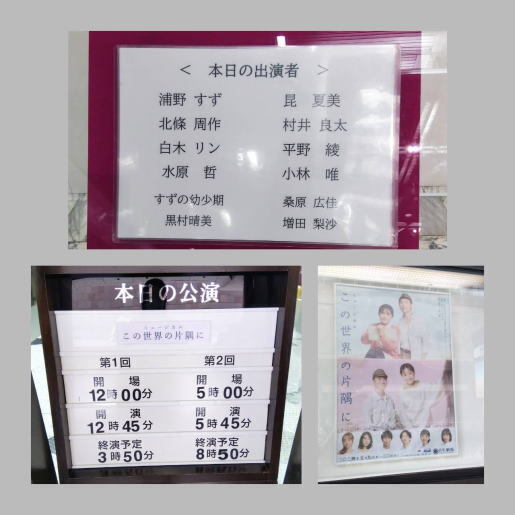 ＜ 本日の出演者 ＞
浦野 すず 昆 夏美
北條 周作 村井 良太
白木 リン 平野 綾
水原 哲 小林 唯
すずの幼少期 桑原 広佳
黒村晴美 増田 梨沙
本日の公演
ミュージカル
この世界の片隅に
第1回 第2回
開場 開場
12時00分 5時00分
開演 開演
12時45分 5時45分
終演予定 終演予定
3時50分 8時50分
この世界の片隅に